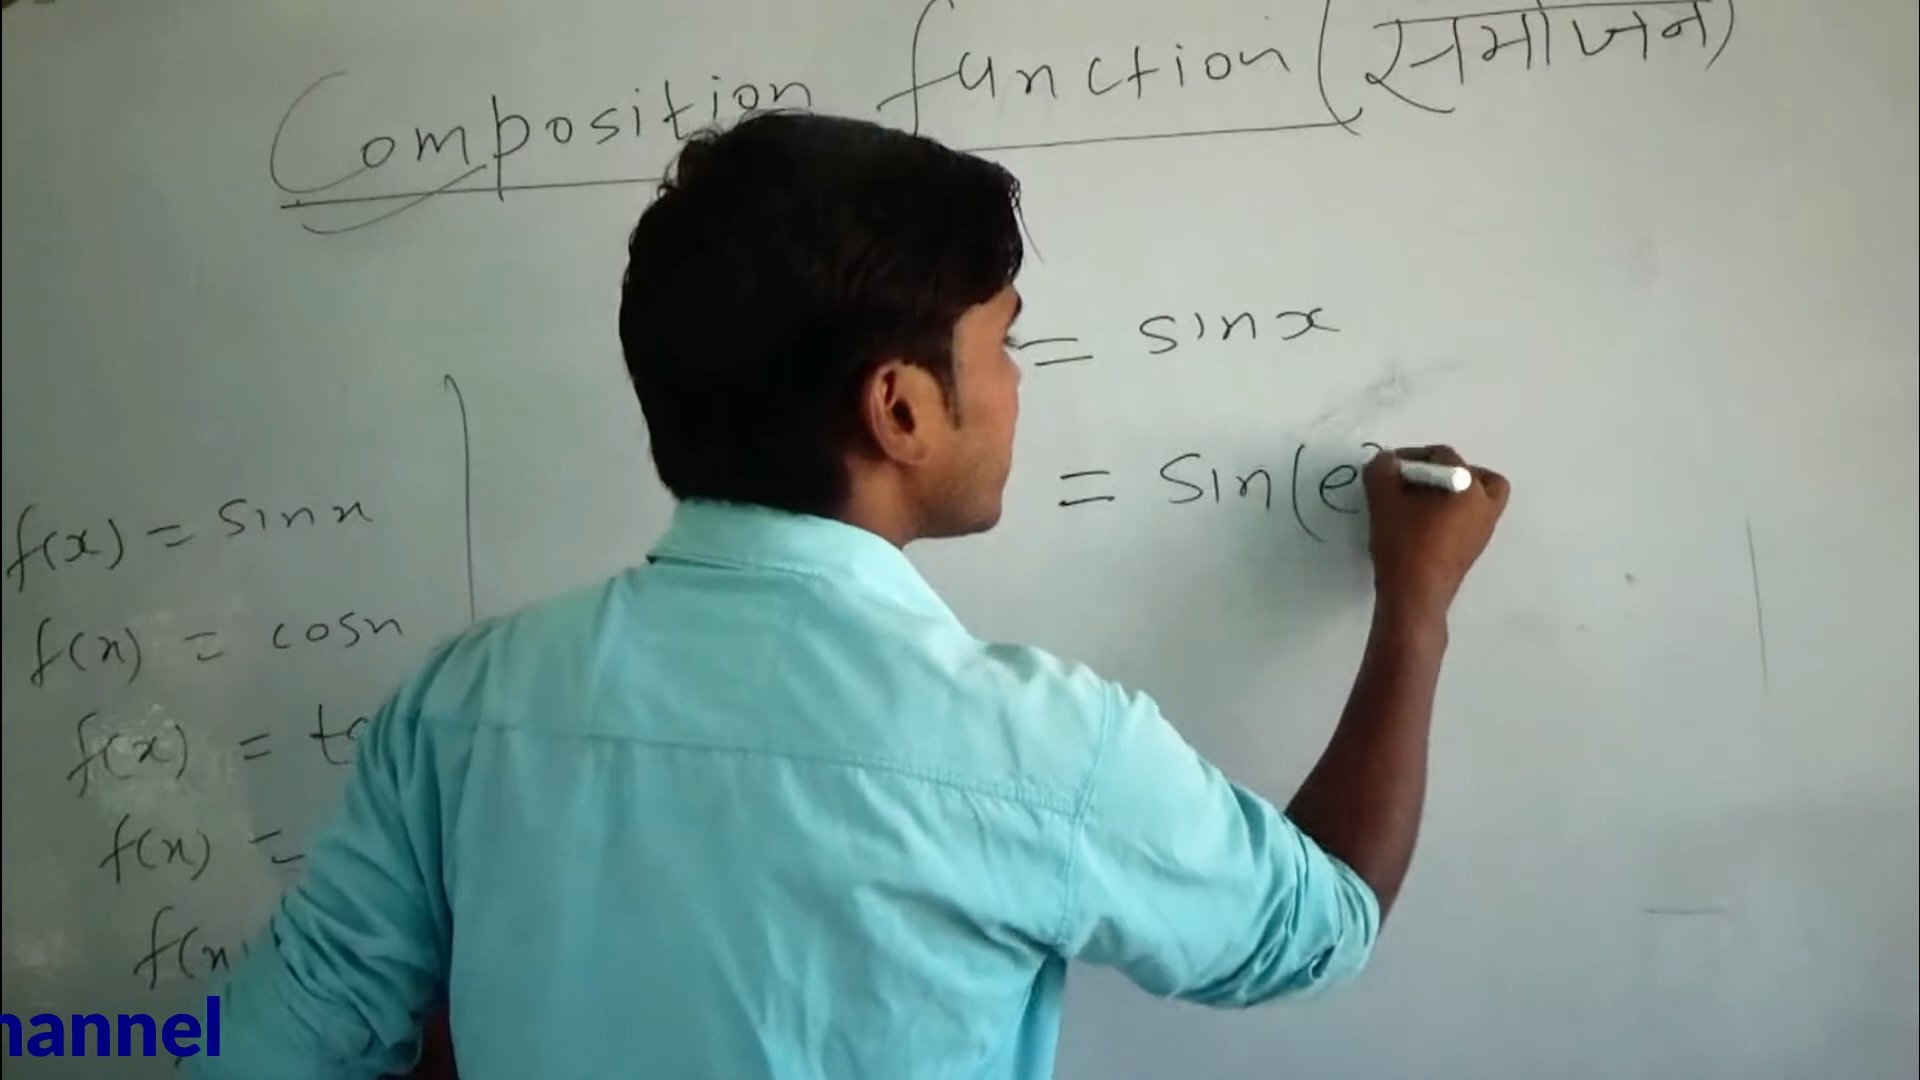 Composition function (समायोजन)
= sinx
= Sin(e
f(x) = sinx
f(x) = cosx
f(x) =
f(x) =
f(x
hannel